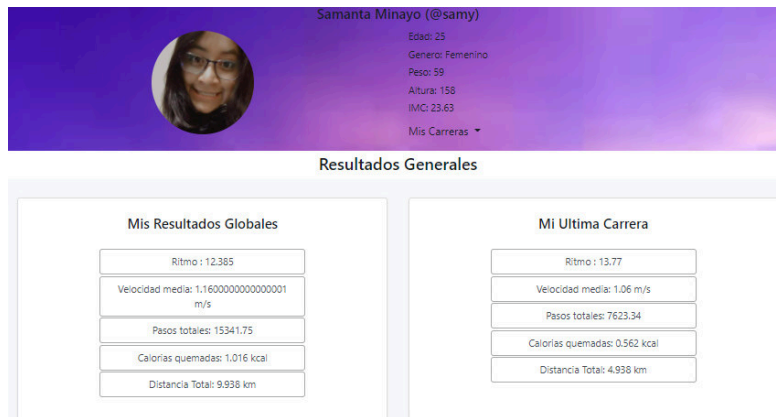 Samanta Minayo (@samy)
Edad: 25
Genero: Femenino
Peso: 59
Altura: 158
IMC: 23.63
Mis Carreras
Resultados Generales
Mis Resultados Globales
Ritmo : 12.385
Velocidad media: 1.1600000000000001
m/s
Pasos totales: 15341.75
Calorias quemadas: 1.016 kcal
Distancia Total: 9.938 km
Mi Ultima Carrera
Ritmo : 13.77
Velocidad media: 1.06 m/s
Pasos totales: 7623.34
Calorias quemadas: 0.562 kcal
Distancia Total: 4.938 km